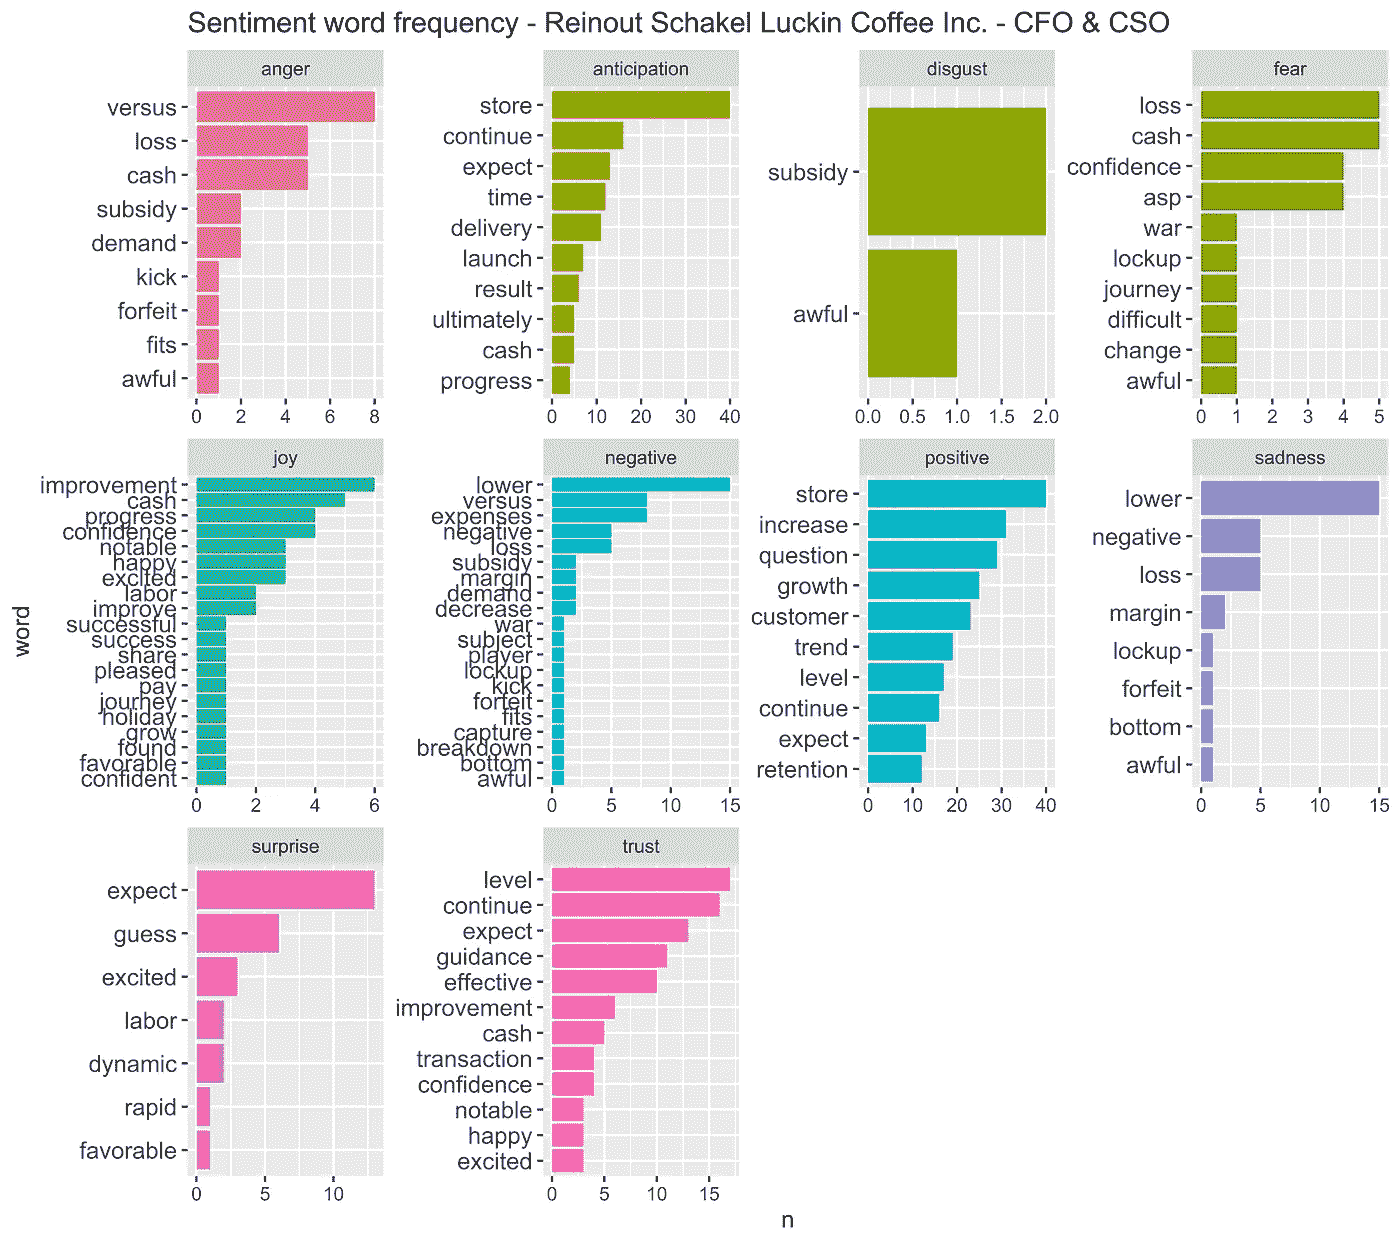 Sentiment word frequency - Reinout Schakel Luckin Coffee Inc. - CFO & CSO
anger
versus
loss
cash
subsidy
demand
kick
forfeit
fits
awful
0 2 4 6 8
anticipation
store
continue
expect
time
delivery
launch
result
ultimately
cash
progress
0 10 20 30 40
disgust
subsidy
awful
0.0 0.5 1.0 1.5 2.0
fear
loss
cash
confidence
asp
war
lockup
journey
difficult
change
awful
0 1 2 3 4 5
word
joy
improvement
cash
progress
confidence
notable
happy
excited
labor
improve
successful
success
share
pleased
pay
journey
holiday
grow
found
favorable
confident
0 2 4 6
negative
lower
versus
expenses
negative
loss
subsidy
margin
demand
decrease
war
subject
player
lockup
kick
forfeit
fits
capture
breakdown
bottom
awful
0 5 10 15
positive
store
increase
question
growth
customer
trend
level
continue
expect
retention
0 10 20 30 40
sadness
lower
negative
loss
margin
lockup
forfeit
bottom
awful
0 5 10 15
surprise
expect
guess
excited
labor
dynamic
rapid
favorable
0 5 10
trust
level
continue
expect
guidance
effective
improvement
cash
transaction
confidence
notable
happy
excited
0 5 10 15
n